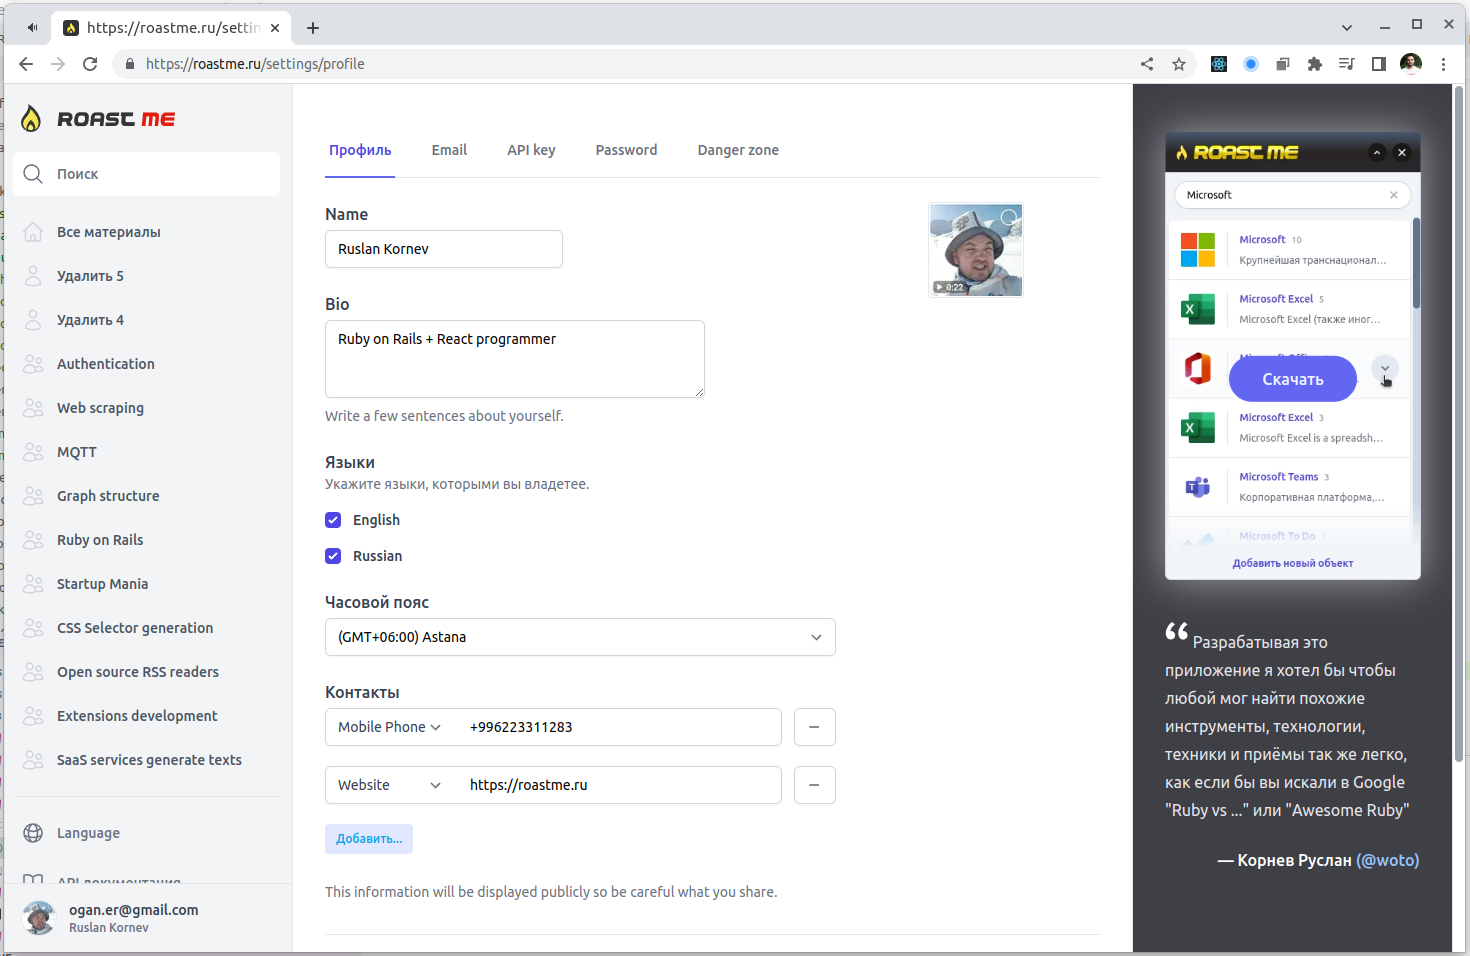 https://roastme.ru/settin
https://roastme.ru/settings/profile
ROAST ME
Поиск
Все материалы
Удалить 5
Удалить 4
Authentication
Web scraping
MQTT
Graph structure
Ruby on Rails
Startup Mania
CSS Selector generation
Open source RSS readers
Extensions development
SaaS services generate texts
Language
API документация
ogan.er@gmail.com
Ruslan Kornev
Профиль Email API key Password Danger zone
Name
Ruslan Kornev
0:22
Bio
Ruby on Rails + React programmer
Write a few sentences about yourself.
Языки
Укажите языки, которыми вы владетее.
English
Russian
Часовой пояс
(GMT+06:00) Astana
Контакты
Mobile Phone +996223311283
Website https://roastme.ru
Добавить...
This information will be displayed publicly so be careful what you share.
ROAST ME
Microsoft
Microsoft 10
Крупнейшая транснационал...
Microsoft Excel 5
Microsoft Excel (также иног...
Скачать
Microsoft Excel 3
Microsoft Excel is a spreadsh...
Microsoft Teams 3
Корпоративная платформа,...
Microsoft To Do 1
Добавить новый объект
“ Разрабатывая это
приложение я хотел бы чтобы
любой мог найти похожие
инструменты, технологии,
техники и приёмы так же легко,
как если бы вы искали в Google
"Ruby vs ..." или "Awesome Ruby"
— Корнев Руслан (@woto)